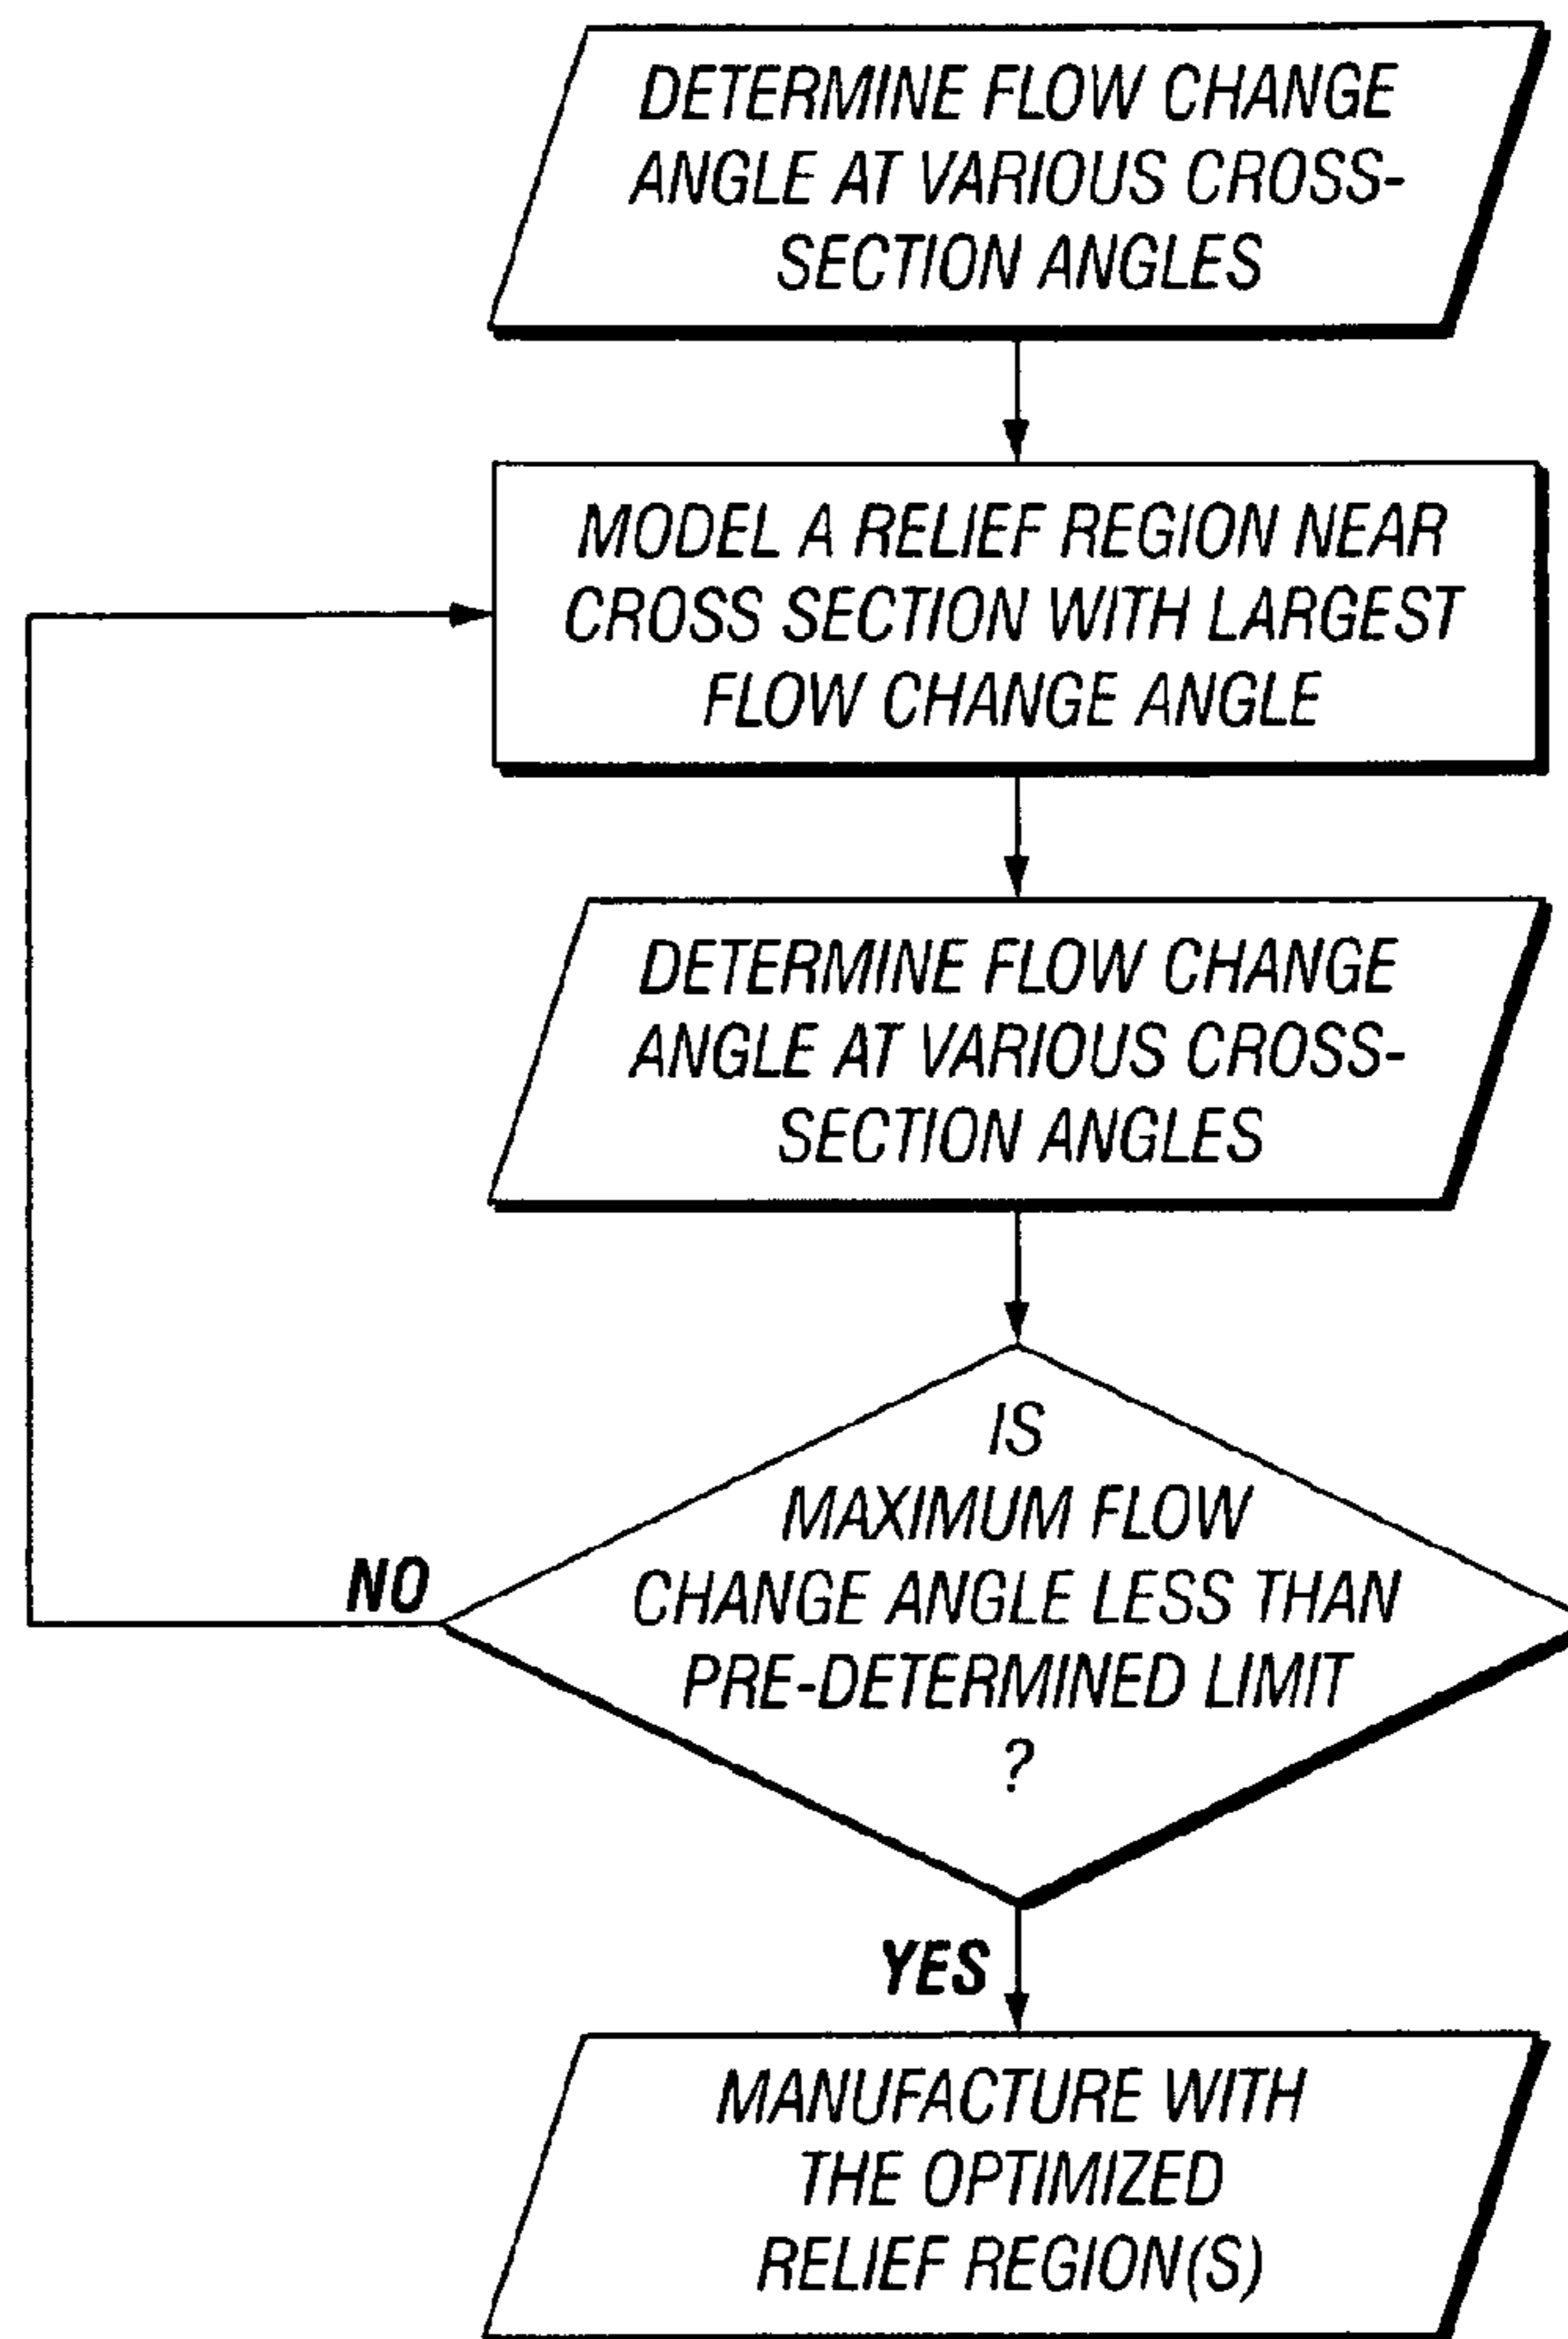 DETERMINE FLOW CHANGE
ANGLE AT VARIOUS CROSS-
SECTION ANGLES
MODEL A RELIEF REGION NEAR
CROSS SECTION WITH LARGEST
FLOW CHANGE ANGLE
DETERMINE FLOW CHANGE
ANGLE AT VARIOUS CROSS-
SECTION ANGLES
IS
MAXIMUM FLOW
CHANGE ANGLE LESS THAN
PRE-DETERMINED LIMIT
?
NO
YES
MANUFACTURE WITH
THE OPTIMIZED
RELIEF REGION(S)